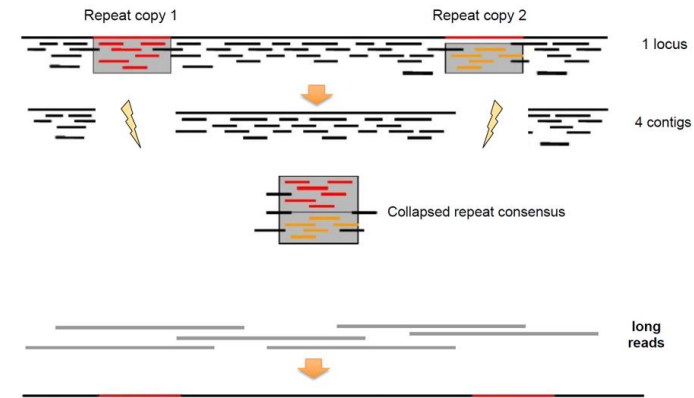 Repeat copy 1
Repeat copy 2
1 locus
4 contigs
Collapsed repeat consensus
long
reads